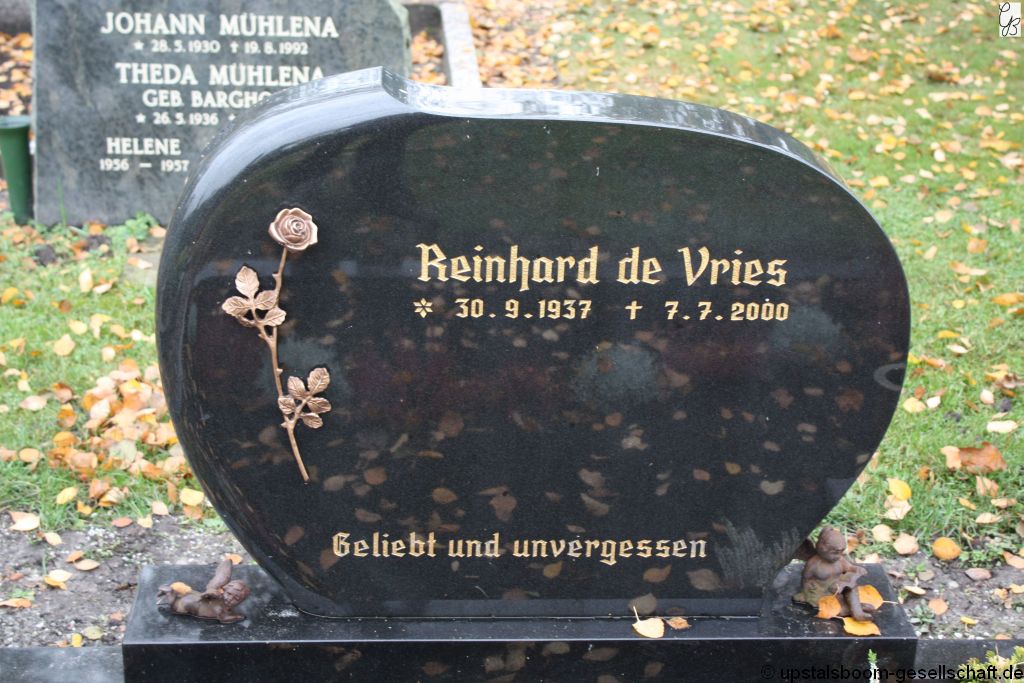 JOHANN MÜHLENA
* 28.5.1930 † 19.8.1992
THEDA MÜHLENA
GEB.
* 26.5.1936
HELENE
1956 – 1957
Reinhard de Vries
* 30.9.1937 † 7.7.2000
Geliebt und unvergessen
© upstalsboom-gesellschaft.de